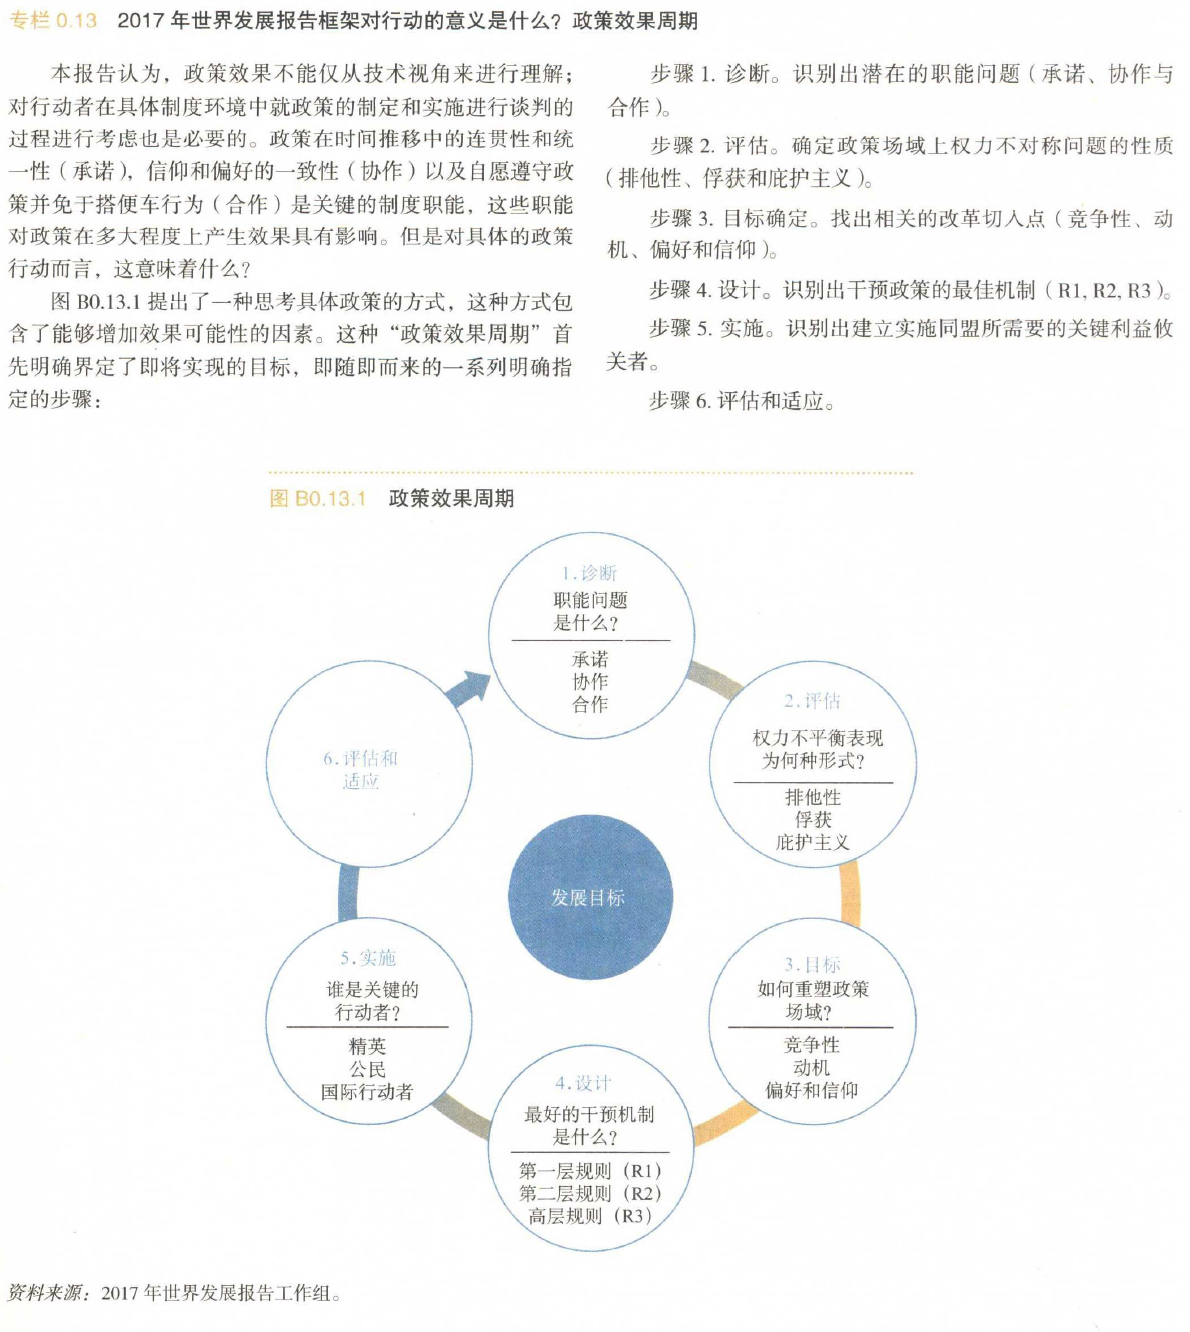 专栏 0.13 2017 年世界发展报告框架对行动的意义是什么？政策效果周期
本报告认为，政策效果不能仅从技术视角来进行理解；
对行动者在具体制度环境中就政策的制定和实施进行谈判的
过程进行考虑也是必要的。政策在时间推移中的连贯性和统
一性（承诺），信仰和偏好的一致性（协作）以及自愿遵守政
策并免于搭便车行为（合作）是关键的制度职能，这些职能
对政策在多大程度上产生效果具有影响。但是对具体的政策
行动而言，这意味着什么？
图 B0.13.1 提出了一种思考具体政策的方式，这种方式包
含了能够增加效果可能性的因素。这种“政策效果周期”首
先明确界定了即将实现的目标，即随即而来的一系列明确指
定的步骤：
步骤 1. 诊断。识别出潜在的职能问题（承诺、协作与
合作）。
步骤 2. 评估。确定政策场域上权力不对称问题的性质
（排他性、俘获和庇护主义）。
步骤 3. 目标确定。找出相关的改革切入点（竞争性、动
机、偏好和信仰）。
步骤 4. 设计。识别出干预政策的最佳机制（R1, R2, R3）。
步骤 5. 实施。识别出建立实施同盟所需要的关键利益攸
关者。
步骤 6. 评估和适应。
图 B0.13.1 政策效果周期
1.诊断
职能问题
是什么？
承诺
协作
合作
2.评估
权力不平衡表现
为何种形式？
排他性
俘获
庇护主义
3.目标
如何重塑政策
场域？
竞争性
动机
偏好和信仰
4.设计
最好的干预机制
是什么？
第一层规则（R1）
第二层规则（R2）
高层规则（R3）
5.实施
谁是关键的
行动者？
精英
公民
国际行动者
6.评估和
适应
发展目标
资料来源：2017 年世界发展报告工作组。